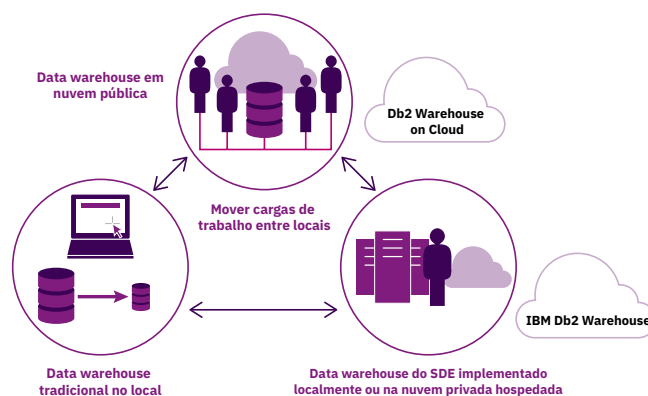 Data warehouse em
nuvem pública
Db2 Warehouse
on Cloud
Mover cargas de
trabalho entre locais
IBM Db2 Warehouse
Data warehouse
tradicional no local
Data warehouse do SDE implementado
localmente ou na nuvem privada hospedada